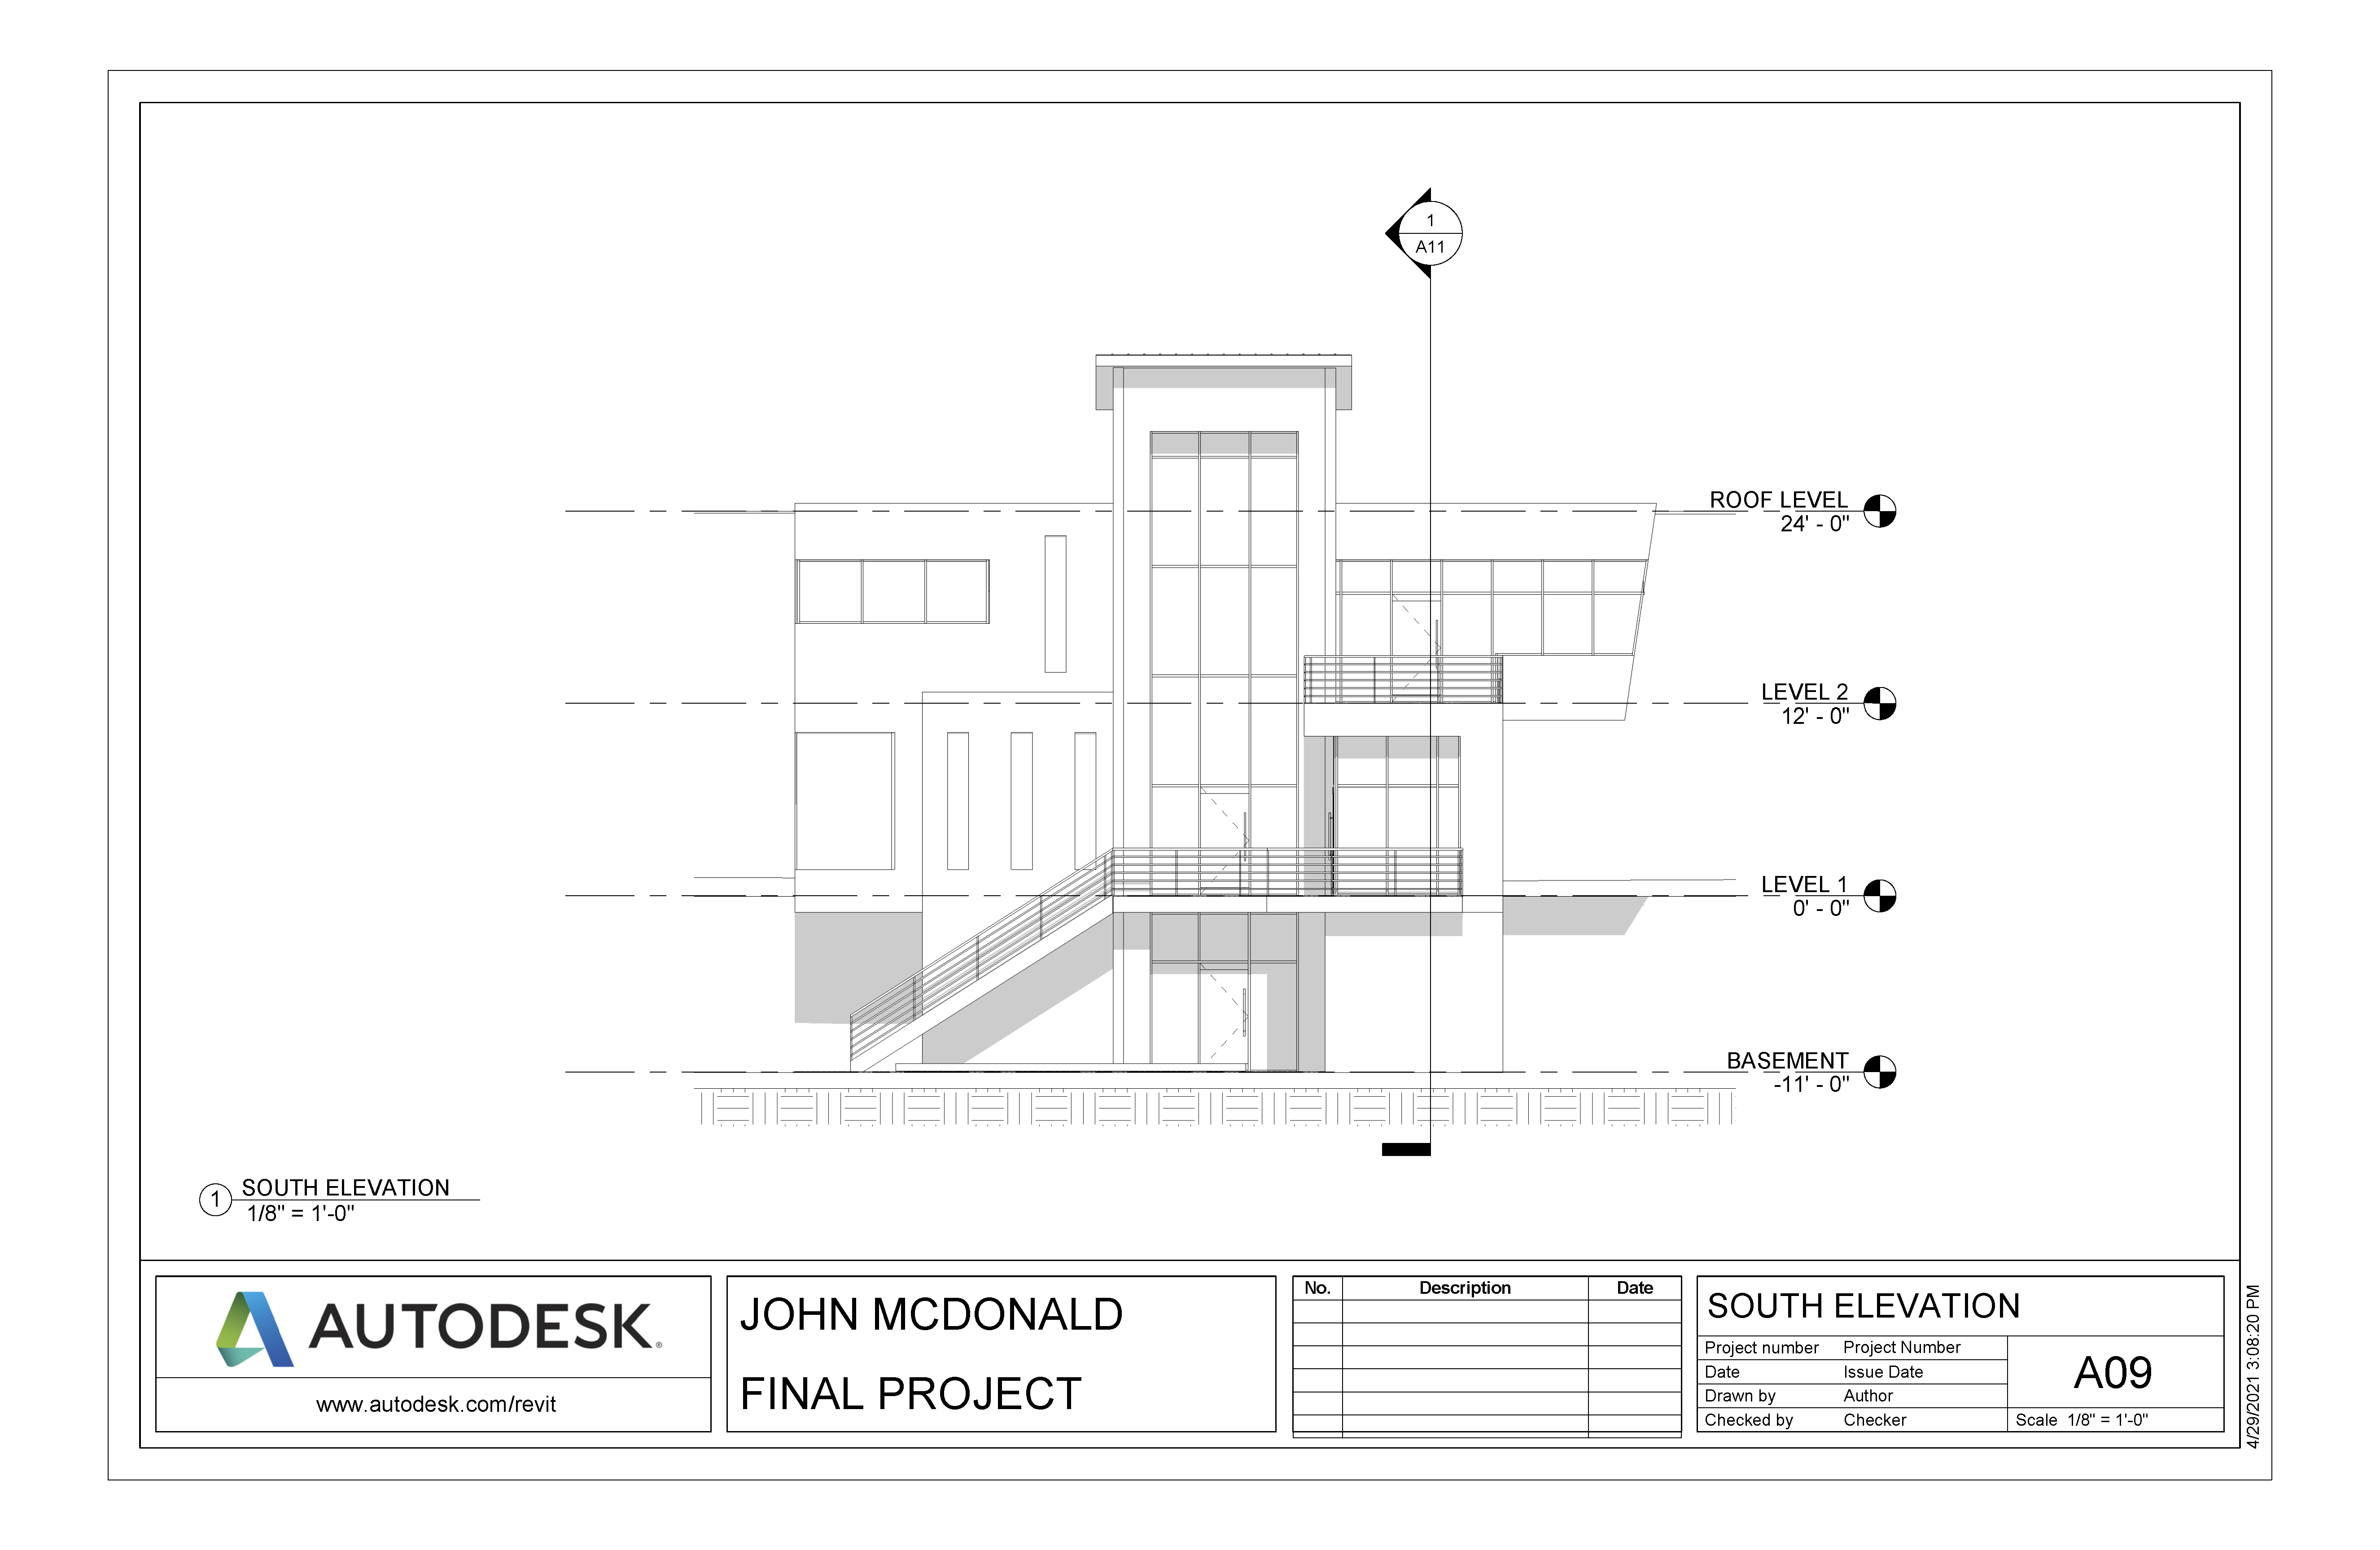 1
A11
ROOF LEVEL
24' - 0"
LEVEL 2
12' - 0"
LEVEL 1
0' - 0"
BASEMENT
-11' - 0"
1 SOUTH ELEVATION
1/8" = 1'-0"
AUTODESK®
www.autodesk.com/revit
JOHN MCDONALD
FINAL PROJECT
No. Description Date
SOUTH ELEVATION
Project number Project Number
Date Issue Date
Drawn by Author
Checked by Checker
A09
Scale 1/8" = 1'-0"
4/29/2021 3:08:20 PM